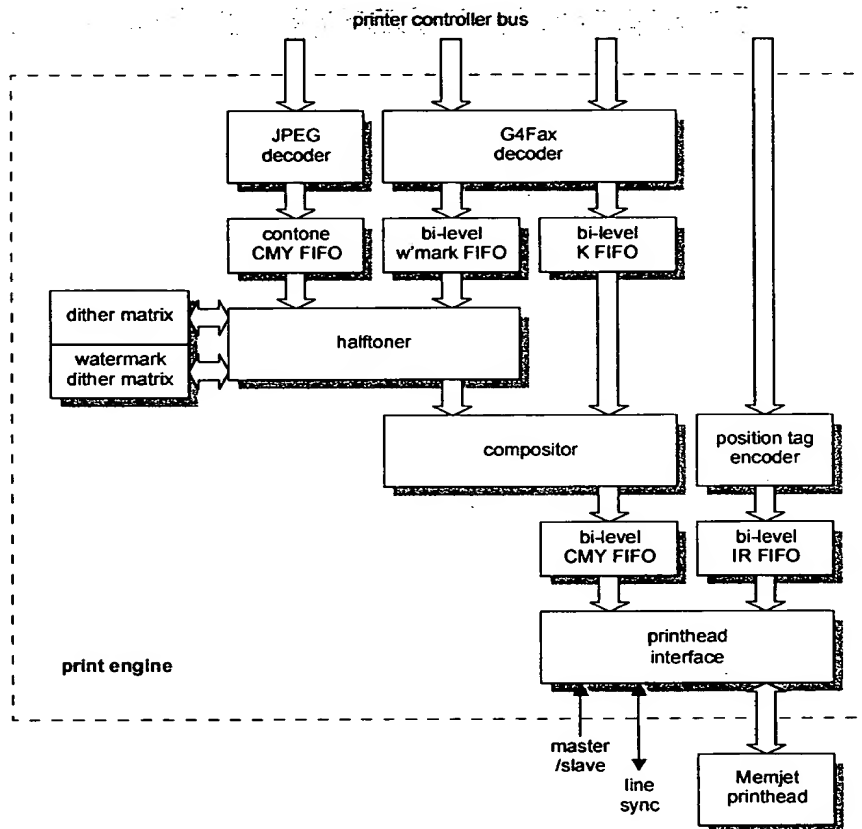 printer controller bus
JPEG
decoder
G4Fax
decoder
contone
CMY FIFO
bi-level
w'mark FIFO
bi-level
K FIFO
dither matrix
watermark
dither matrix
halftoner
compositor
position tag
encoder
bi-level
CMY FIFO
bi-level
IR FIFO
printhead
interface
print engine
master
/slave
line
sync
Memjet
printhead